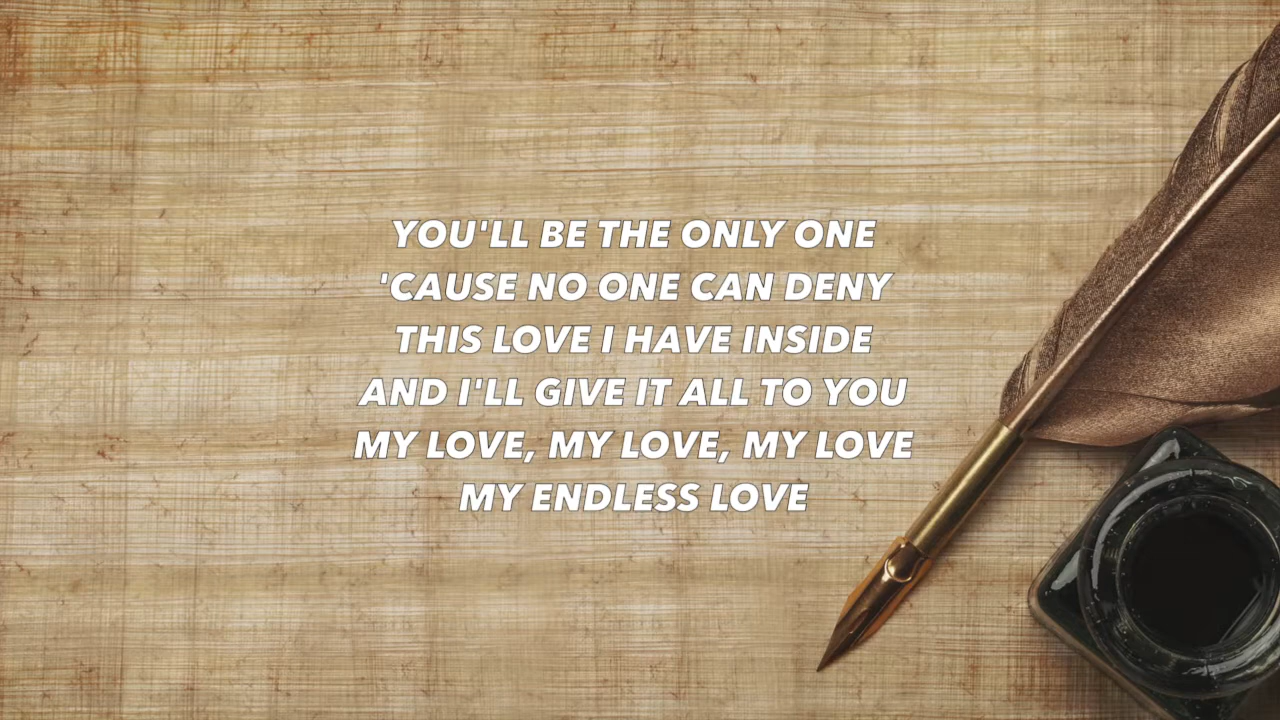 YOU'LL BE THE ONLY ONE
'CAUSE NO ONE CAN DENY
THIS LOVE I HAVE INSIDE
AND I'LL GIVE IT ALL TO YOU
MY LOVE, MY LOVE, MY LOVE
MY ENDLESS LOVE